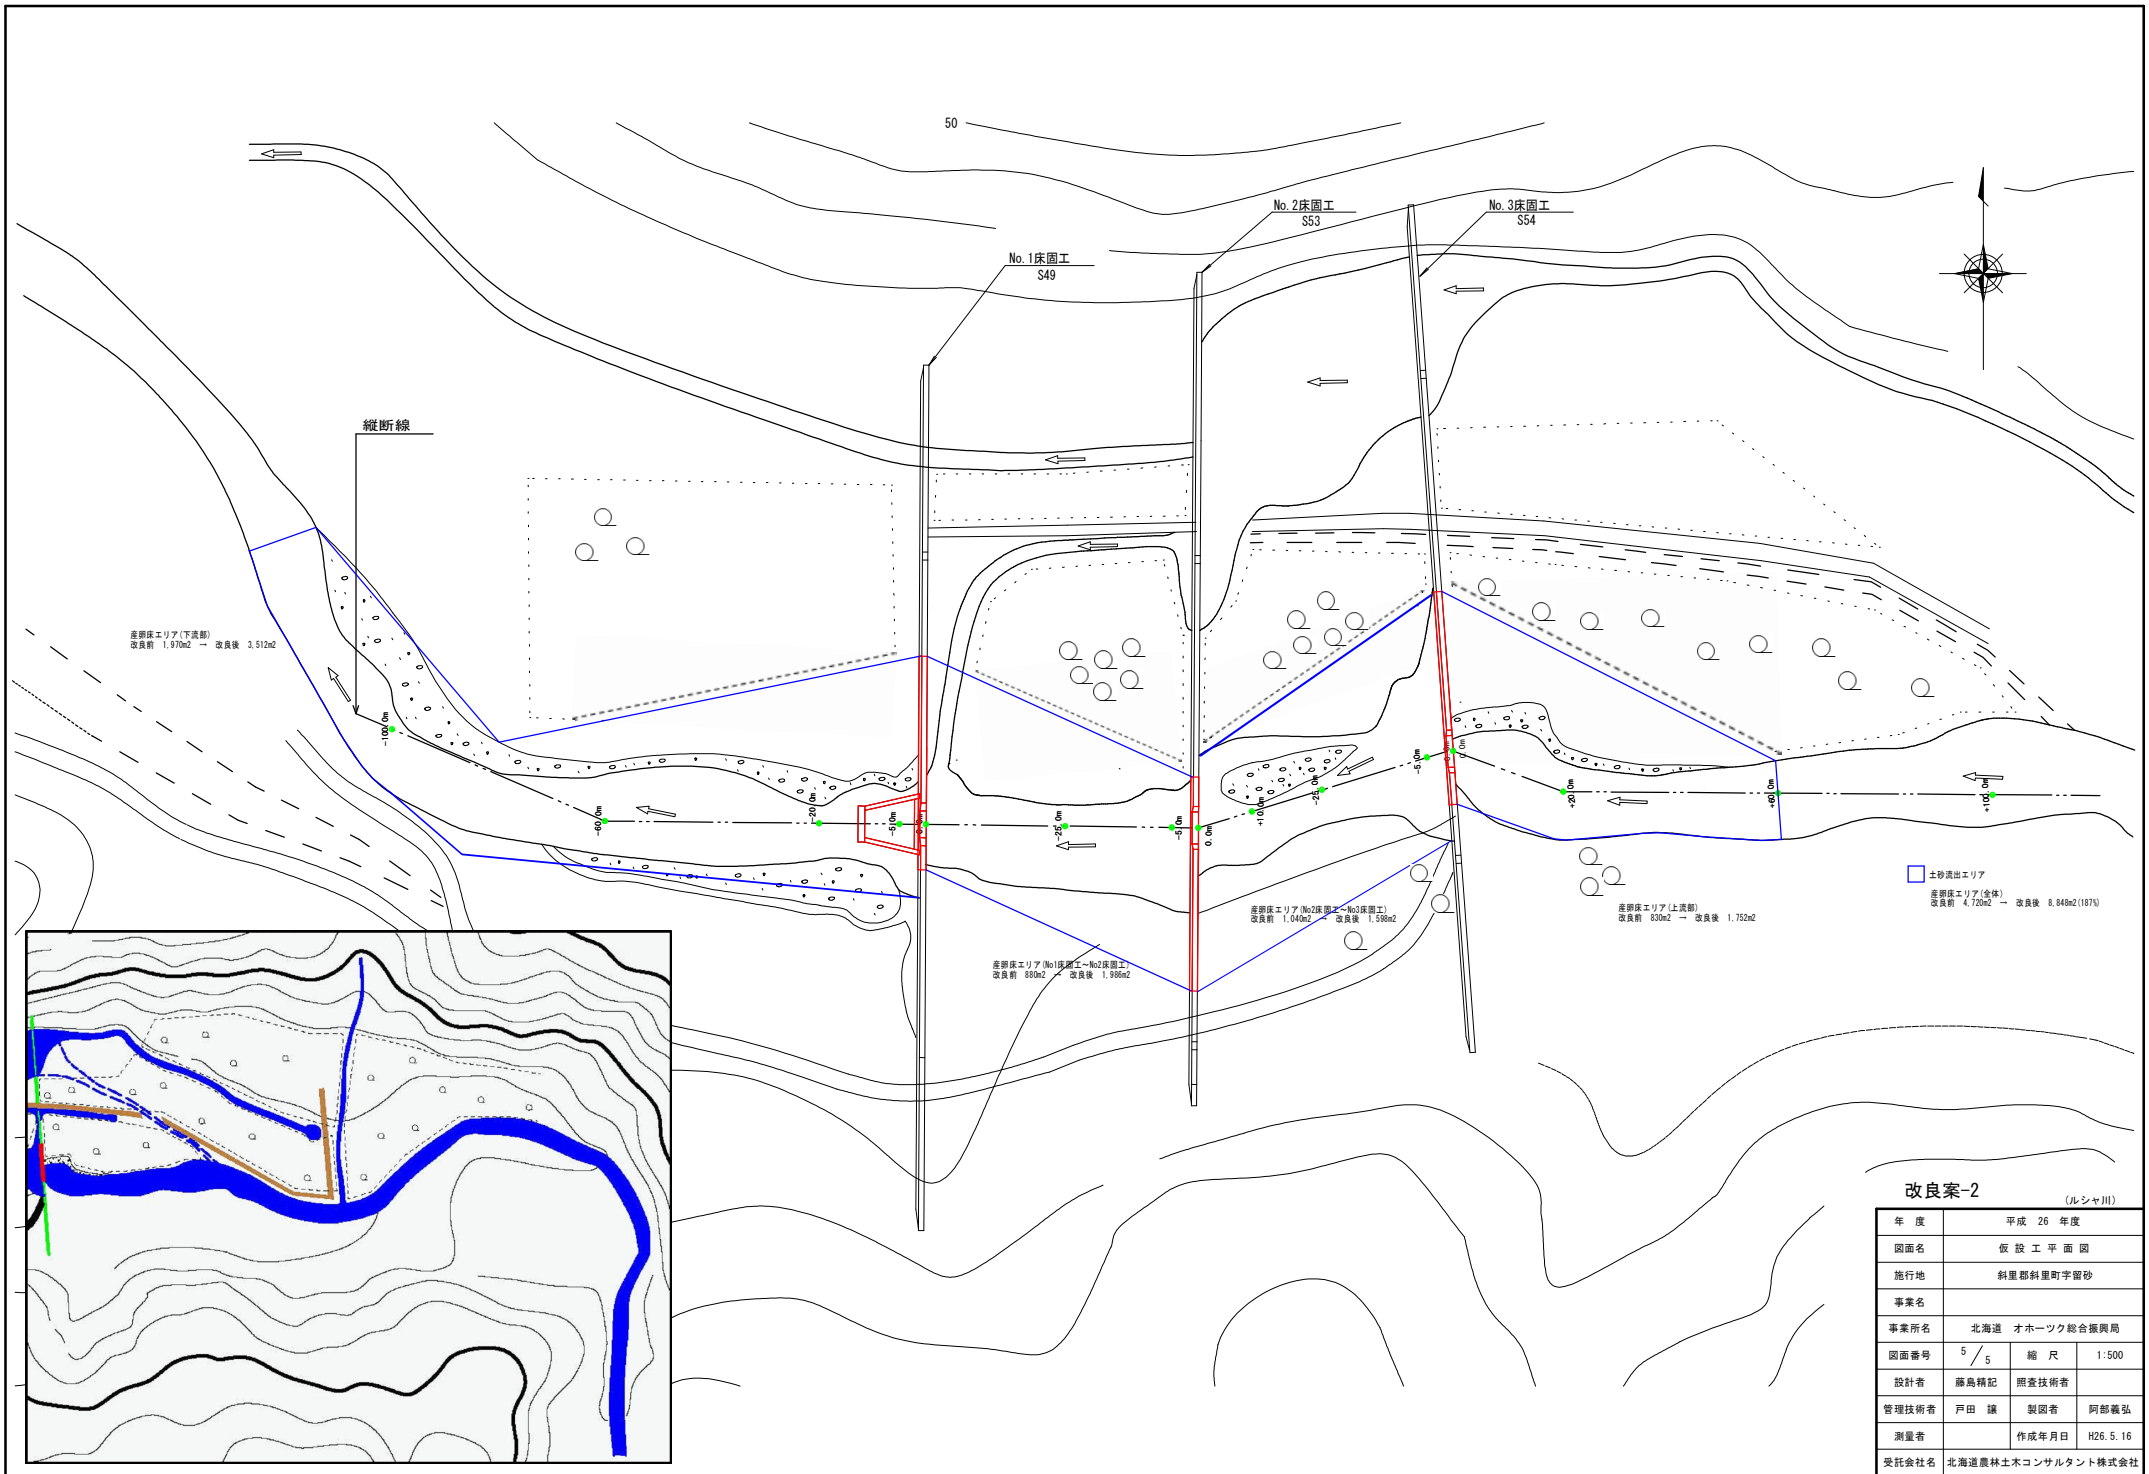 50
No.2床固工
S53
No.3床固工
S54
No.1床固工
S49
縦断線
産卵床エリア(下流部)
改良前 1,970m2 → 改良後 3,512m2
-100.0m
-60.0m
-20.0m
-5.0m
0.0m
-25.0m
-5.0m
0.0m
+10.0m
-25.0m
-5.0m
0.0m
0.0m
+20.0m
+60.0m
+100.0m
土砂流出エリア
産卵床エリア(全体)
改良前 4,720m2 → 改良後 8,848m2(187%)
産卵床エリア(No2床固工~No3床固工)
改良前 1,040m2 → 改良後 1,598m2
産卵床エリア(上流部)
改良前 830m2 → 改良後 1,752m2
産卵床エリア(No1床固工~No2床固工)
改良前 880m2 → 改良後 1,986m2
改良案-2
(ルシャ川)
年 度 平成 26 年度
図面名 仮設工平面図
施行地 斜里郡斜里町字留砂
事業名
事業所名 北海道 オホーツク総合振興局
図面番号 5/5 縮 尺 1:500
設計者 藤島精記 照査技術者
管理技術者 戸田 譲 製図者 阿部義弘
測量者 作成年月日 H26.5.16
受託会社名 北海道農林土木コンサルタント株式会社